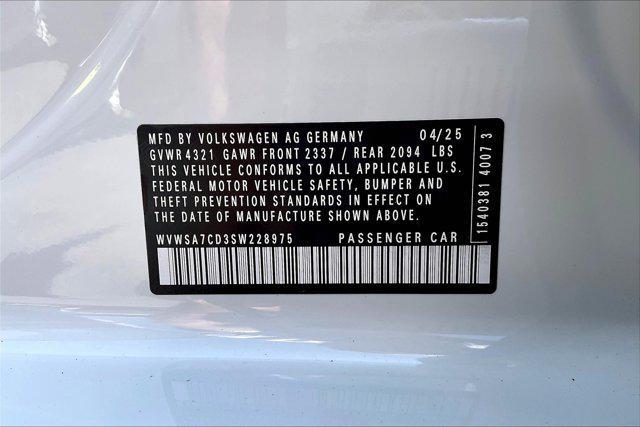 MFD BY VOLKSWAGEN AG GERMANY 04/25
GVWR 4321 GAWR FRONT 2337 / REAR 2094 LBS
THIS VEHICLE CONFORMS TO ALL APPLICABLE U.S.
FEDERAL MOTOR VEHICLE SAFETY, BUMPER AND
THEFT PREVENTION STANDARDS IN EFFECT ON
THE DATE OF MANUFACTURE SHOWN ABOVE.
WVWSA7CD3SW228975 PASSENGER CAR
1540381 4007 3